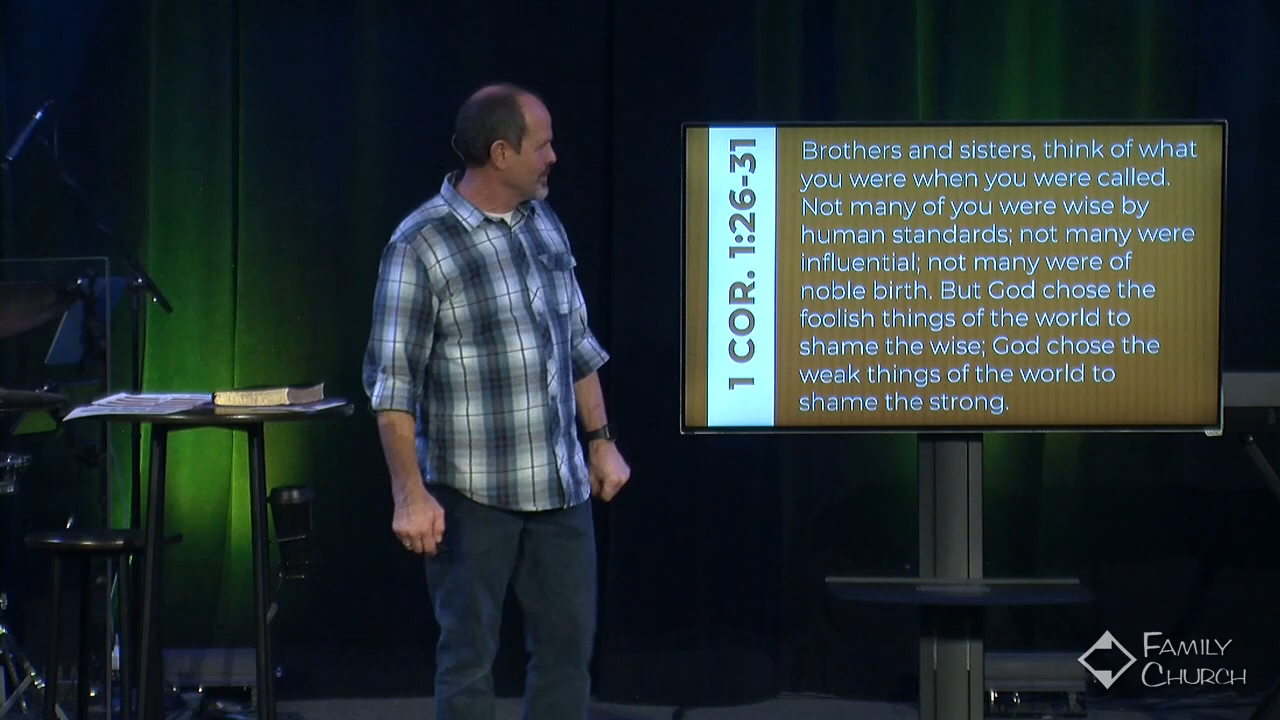 1 COR. 1:26-31
Brothers and sisters, think of what
you were when you were called.
Not many of you were wise by
human standards; not many were
influential; not many were of
noble birth. But God chose the
foolish things of the world to
shame the wise; God chose the
weak things of the world to
shame the strong.
FAMILY
CHURCH